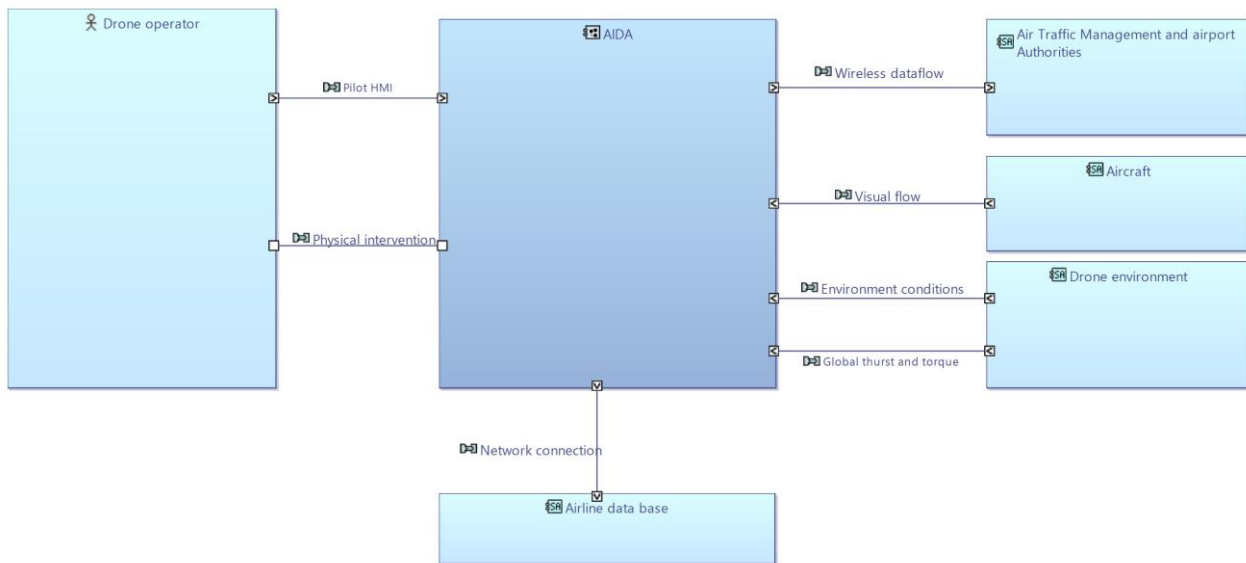 Drone operator
AIDA
Air Traffic Management and airport
Authorities
Wireless dataflow
Pilot HMI
Aircraft
Visual flow
Physical intervention
Drone environment
Environment conditions
Global thurst and torque
Network connection
Airline data base